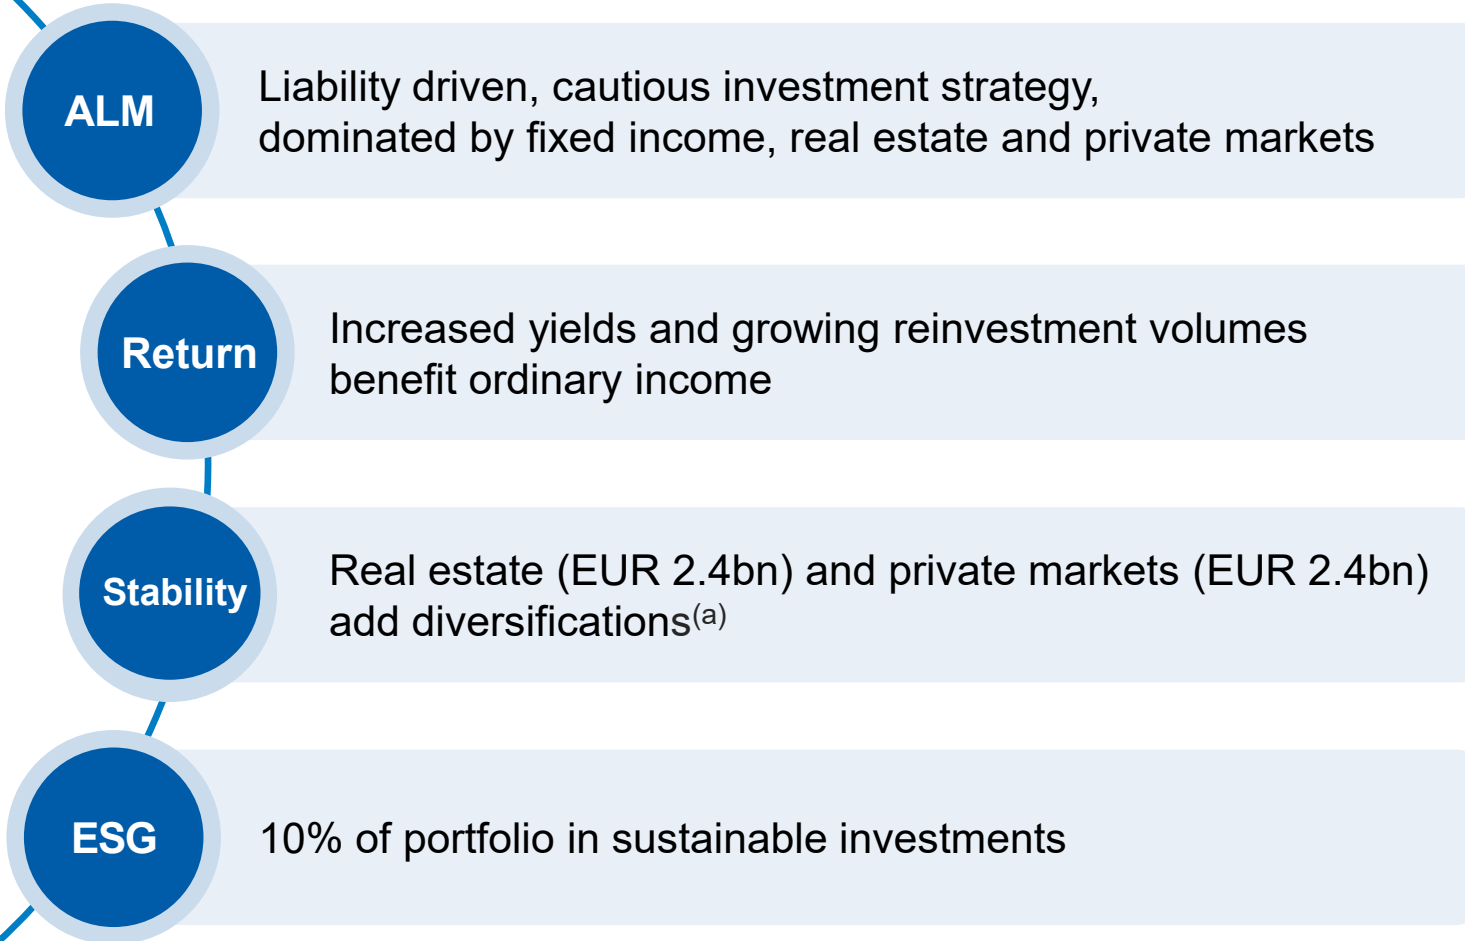 ALM
Liability driven, cautious investment strategy,
dominated by fixed income, real estate and private markets
Return
Increased yields and growing reinvestment volumes
benefit ordinary income
Stability
Real estate (EUR 2.4bn) and private markets (EUR 2.4bn)
add diversifications(a)
ESG
10% of portfolio in sustainable investments